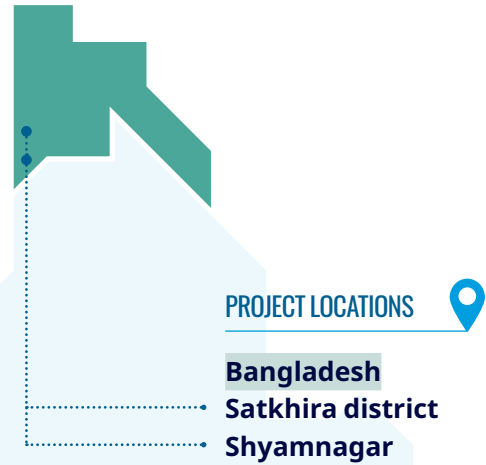 PROJECT LOCATIONS
Bangladesh
Satkhira district
Shyamnagar